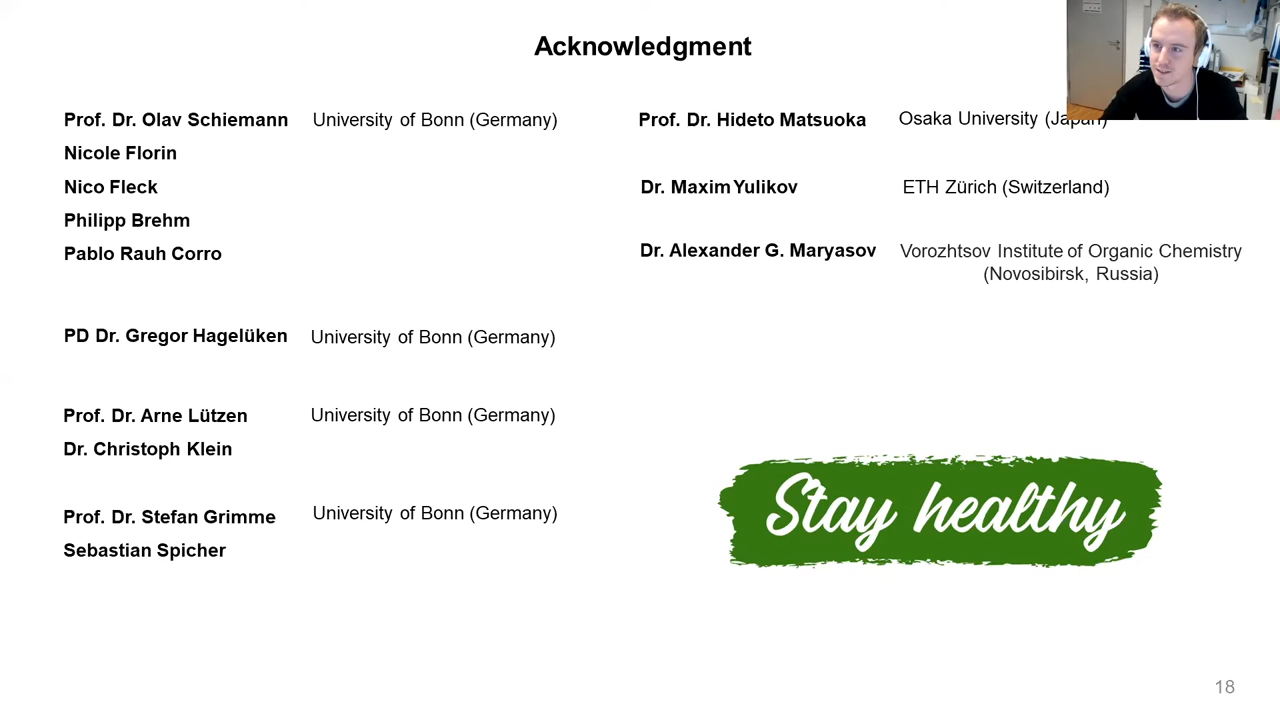 Acknowledgment
Prof. Dr. Olav Schiemann University of Bonn (Germany)
Nicole Florin
Nico Fleck
Philipp Brehm
Pablo Rauh Corro
PD Dr. Gregor Hagelüken University of Bonn (Germany)
Prof. Dr. Arne Lützen University of Bonn (Germany)
Dr. Christoph Klein
Prof. Dr. Stefan Grimme University of Bonn (Germany)
Sebastian Spicher
Prof. Dr. Hideto Matsuoka Osaka University (Japan)
Dr. Maxim Yulikov ETH Zürich (Switzerland)
Dr. Alexander G. Maryasov Vorozhtsov Institute of Organic Chemistry
(Novosibirsk, Russia)
Stay healthy
18